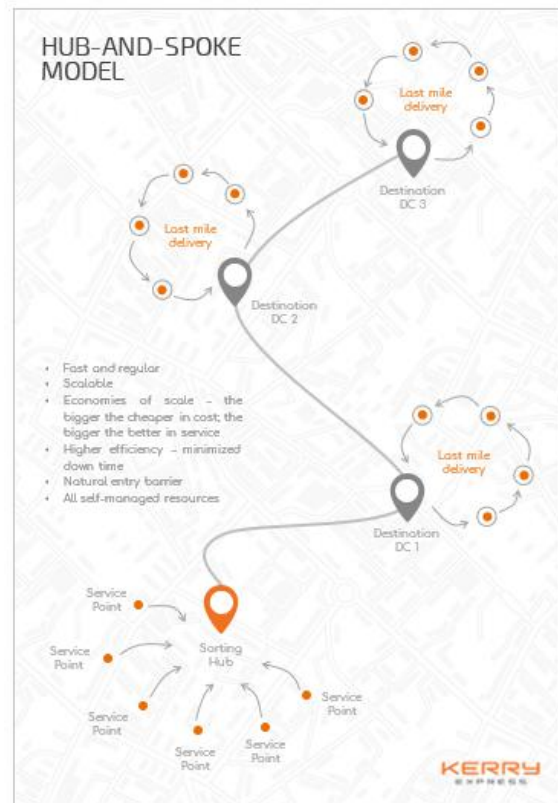 HUB-AND-SPOKE
MODEL
Last mile
delivery
Destination
DC 3
Last mile
delivery
Destination
DC 2
• Fast and regular
• Scalable
• Economies of scale – the
bigger the cheaper in cost; the
bigger the better in service
• Higher efficiency – minimized
down time
• Natural entry barrier
• All self-managed resources
Last mile
delivery
Destination
DC 1
Service
Point
Sorting
Hub
Service
Point
Service
Point
Service
Point
Service
Point
Service
Point
KERRY
EXPRESS